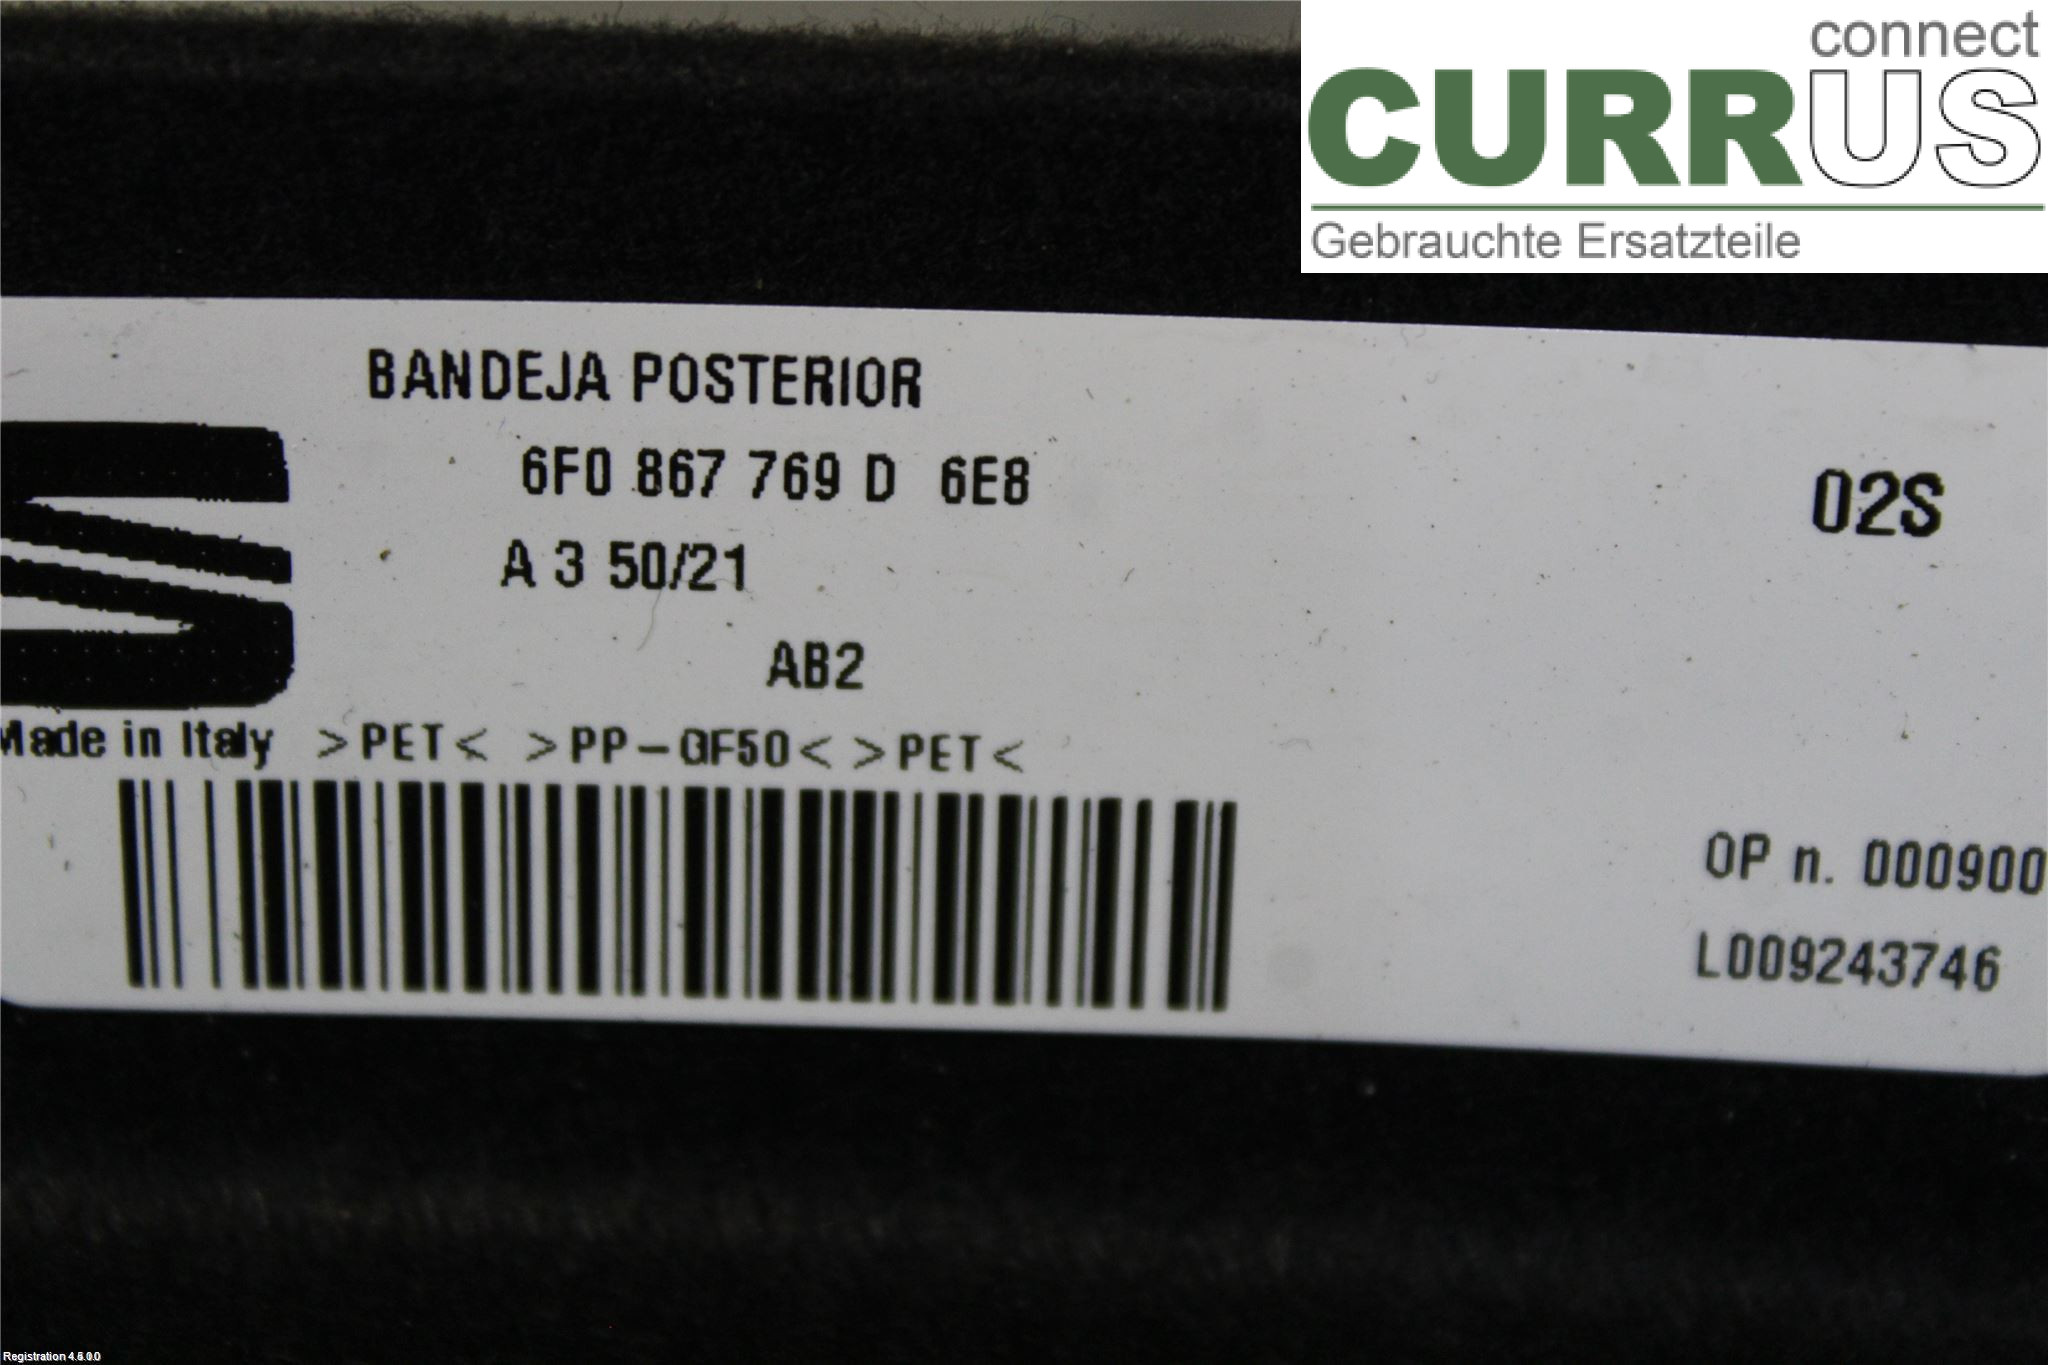 connect
CURRUS
Gebrauchte Ersatzteile
BANDEJA POSTERIOR
6F0 867 769 D 6E8
02S
A 3 50/21
AB2
Made in Italy >PET< >PP-GF50< >PET<
OP n. 000900
L009243746